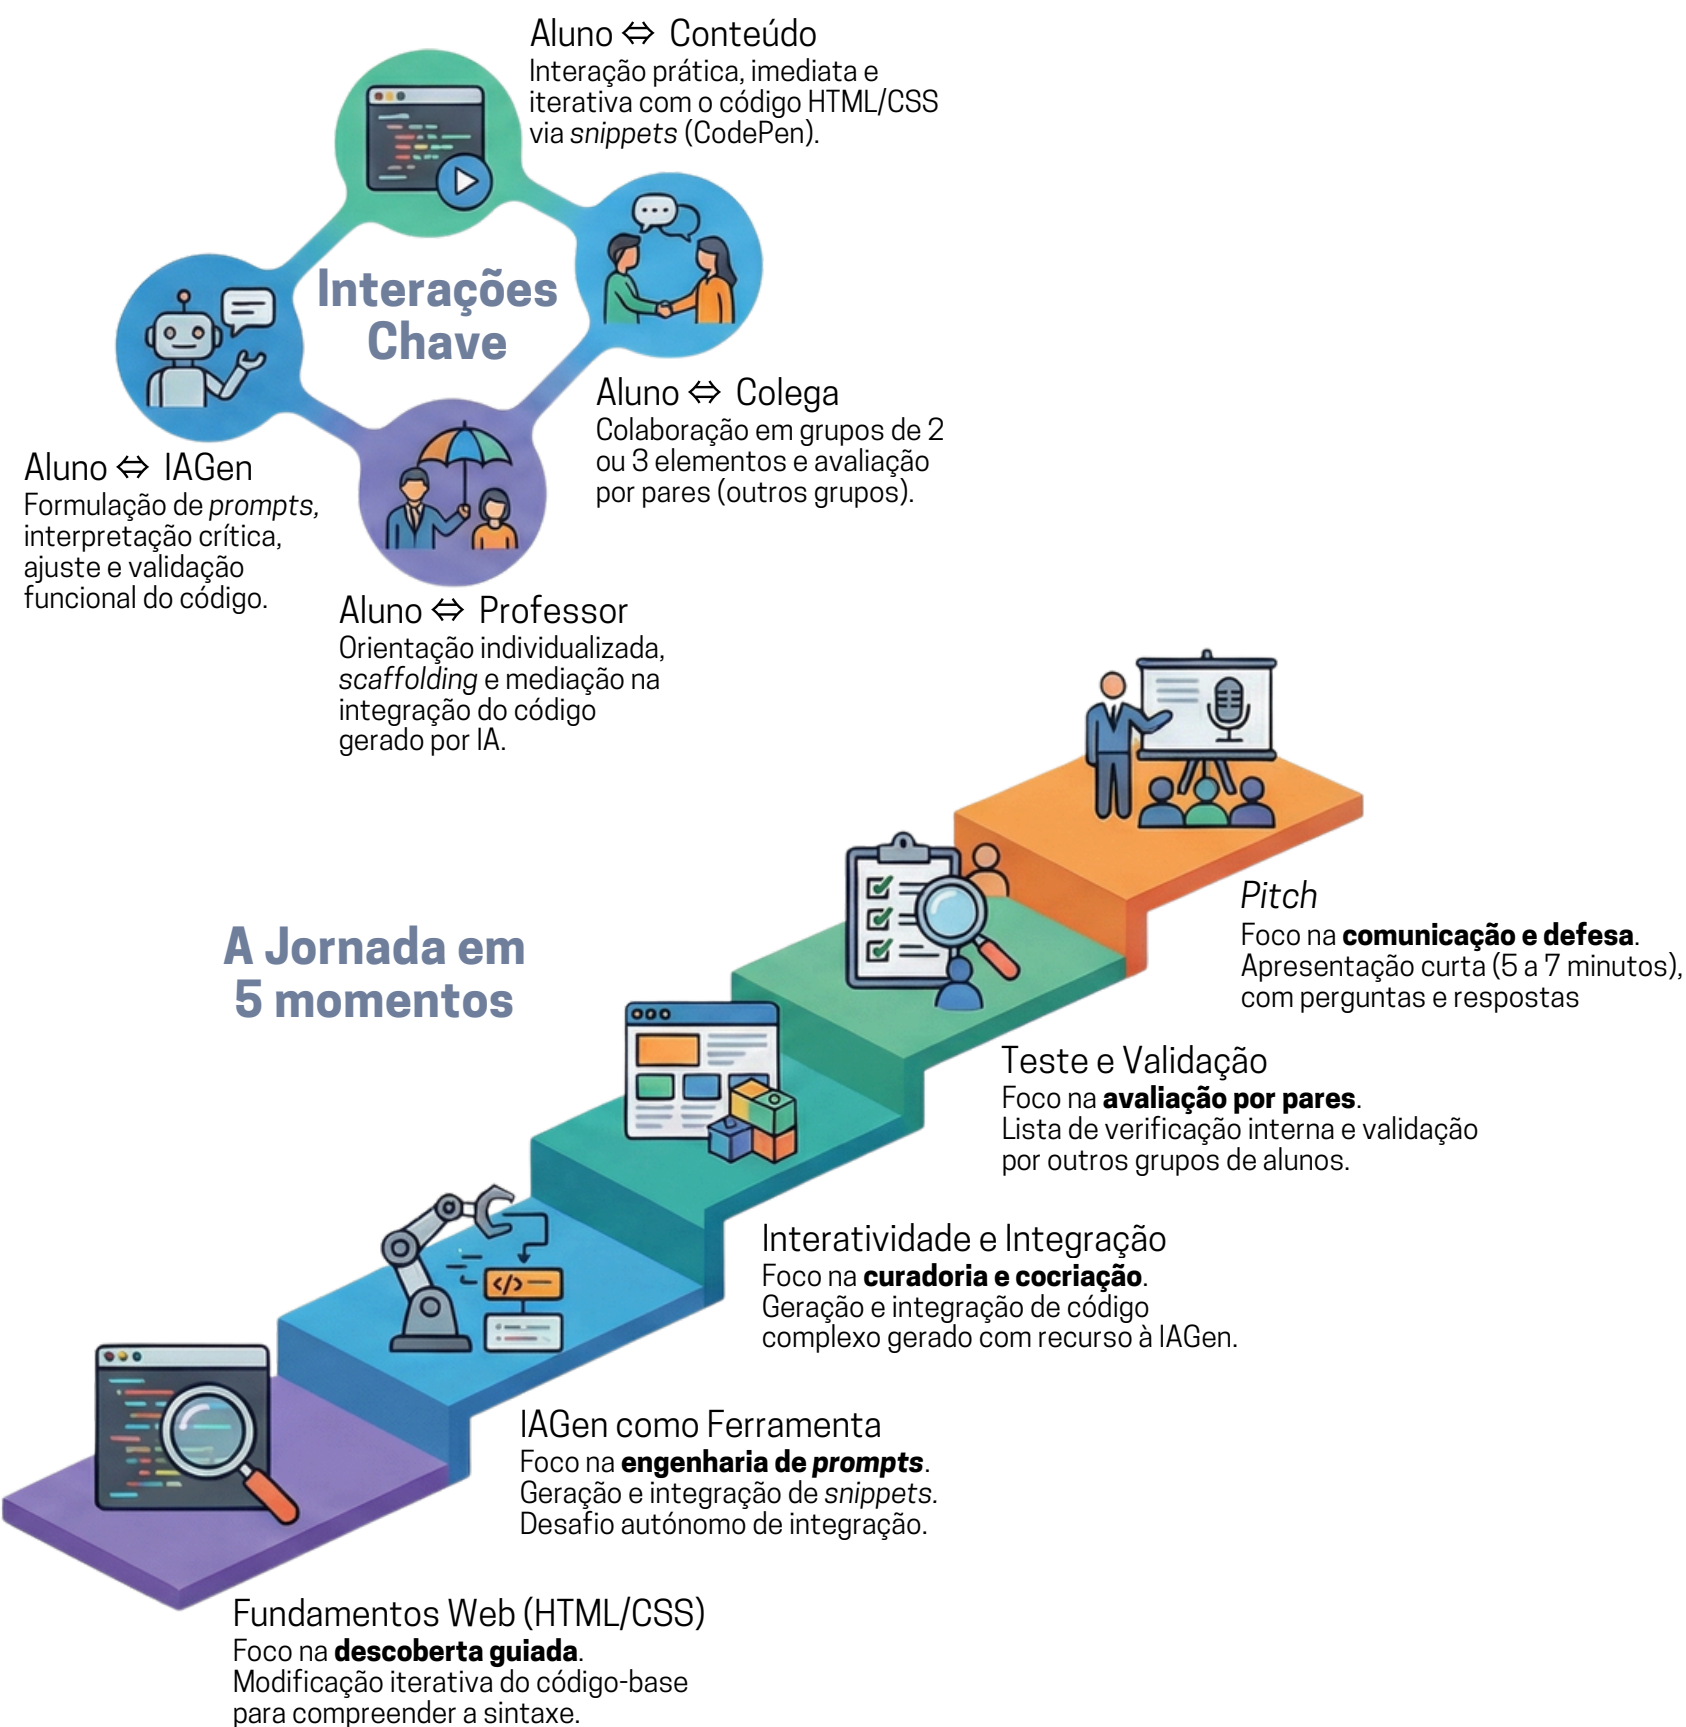 Aluno ⇔ Conteúdo
Interação prática, imediata e
iterativa com o código HTML/CSS
via snippets (CodePen).
Interações
Chave
Aluno ⇔ Colega
Colaboração em grupos de 2
ou 3 elementos e avaliação
por pares (outros grupos).
Aluno ⇔ IAGen
Formulação de prompts,
interpretação crítica,
ajuste e validação
funcional do código.
Aluno ⇔ Professor
Orientação individualizada,
scaffolding e mediação na
integração do código
gerado por IA.
A Jornada em
5 momentos
Pitch
Foco na comunicação e defesa.
Apresentação curta (5 a 7 minutos),
com perguntas e respostas
Teste e Validação
Foco na avaliação por pares.
Lista de verificação interna e validação
por outros grupos de alunos.
Interatividade e Integração
Foco na curadoria e cocriação.
Geração e integração de código
complexo gerado com recurso à IAGen.
</>
IAGen como Ferramenta
Foco na engenharia de prompts.
Geração e integração de snippets.
Desafio autónomo de integração.
Fundamentos Web (HTML/CSS)
Foco na descoberta guiada.
Modificação iterativa do código-base
para compreender a sintaxe.